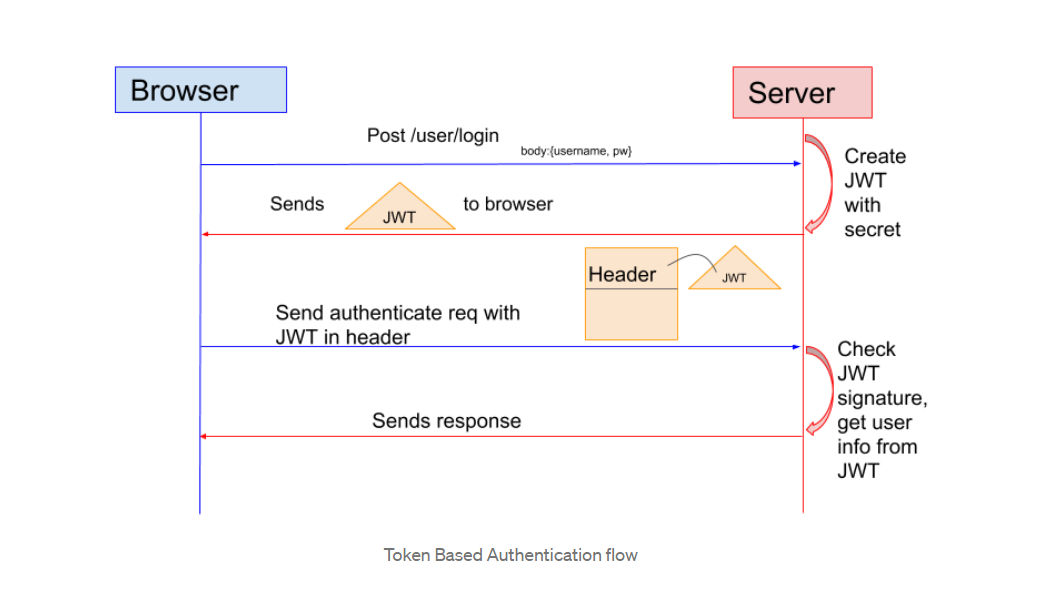 Browser
Server
Post /user/login
body:{username, pw}
Create
JWT
with
secret
Sends
JWT
to browser
Header
JWT
Send authenticate req with
JWT in header
Check
JWT
signature,
get user
info from
JWT
Sends response
Token Based Authentication flow